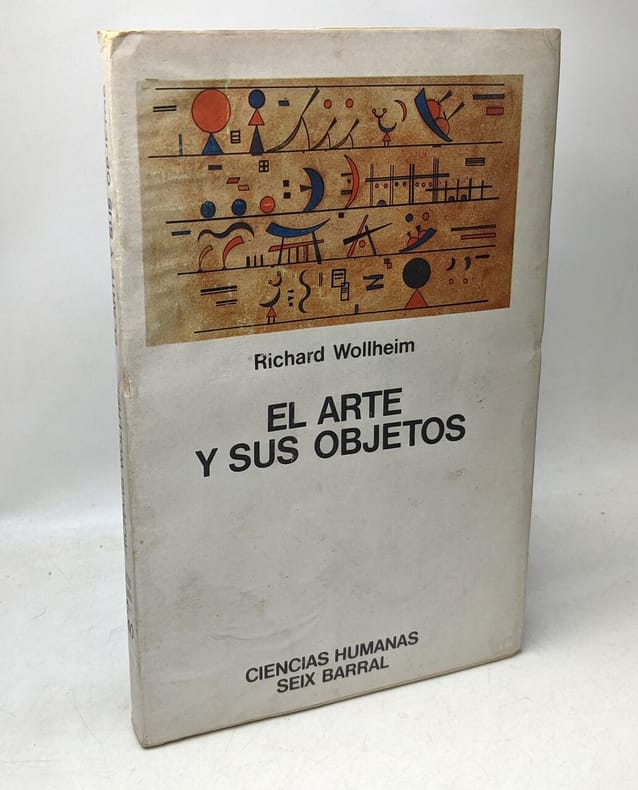 Richard Wollheim
EL ARTE
Y SUS OBJETOS
CIENCIAS HUMANAS
SEIX BARRAL